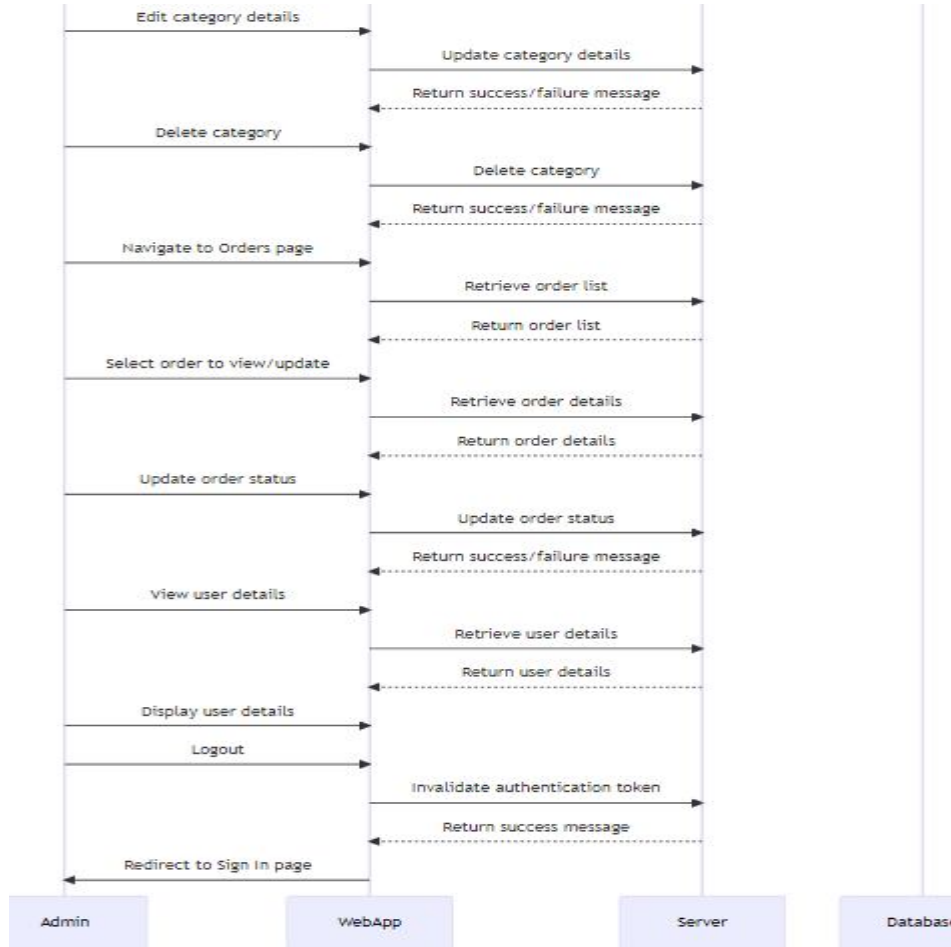 Edit category details
Update category details
Return success/failure message
Delete category
Delete category
Return success/failure message
Navigate to Orders page
Retrieve order list
Return order list
Select order to view/update
Retrieve order details
Return order details
Update order status
Update order status
Return success/failure message
View user details
Retrieve user details
Return user details
Display user details
Logout
Invalidate authentication token
Return success message
Redirect to Sign In page
Admin WebApp Server Database